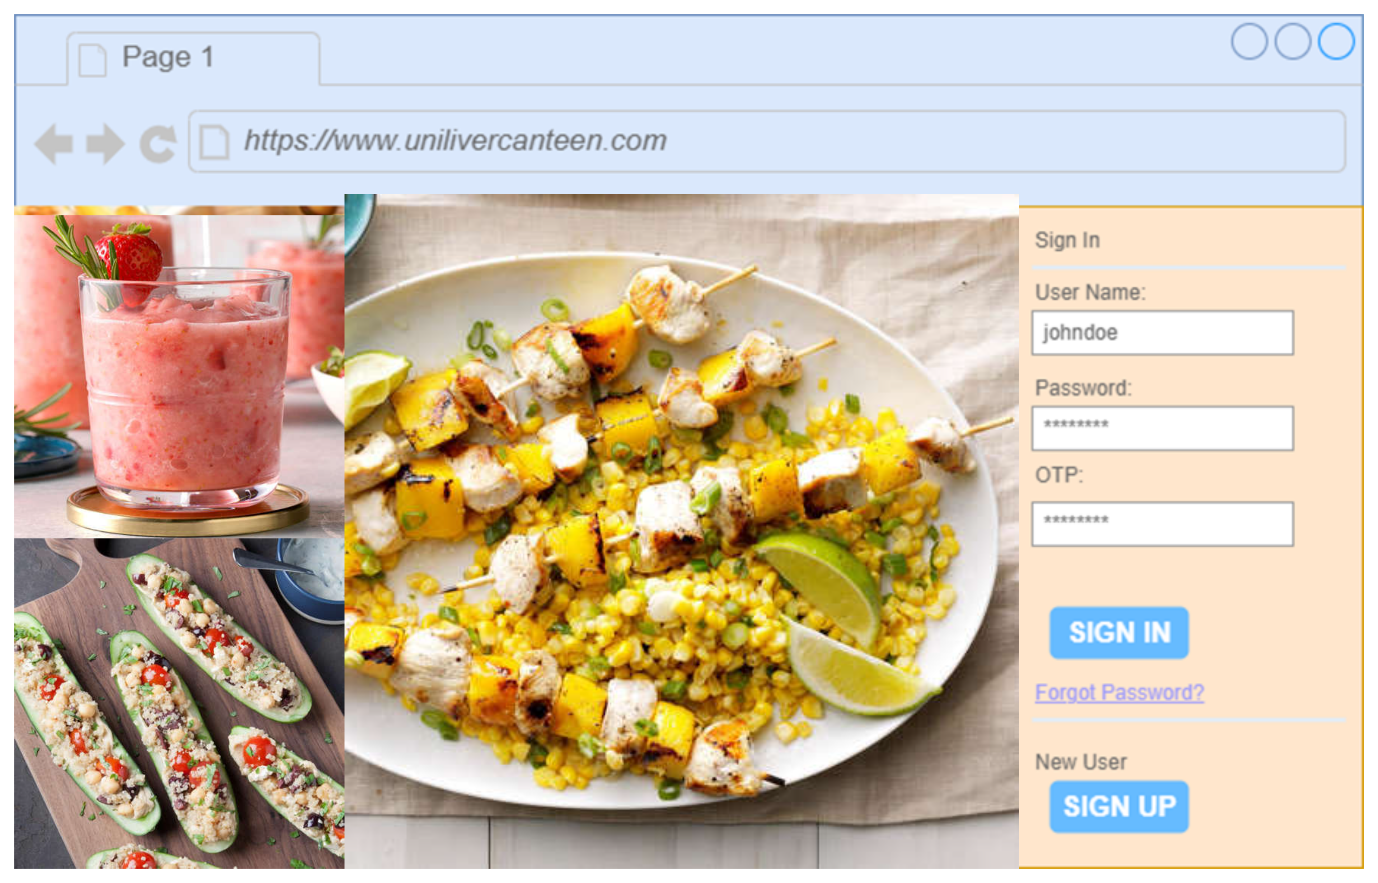 Page 1
https://www.unilivercanteen.com
Sign In
User Name:
johndoe
Password:
********
OTP:
********
SIGN IN
Forgot Password?
New User
SIGN UP